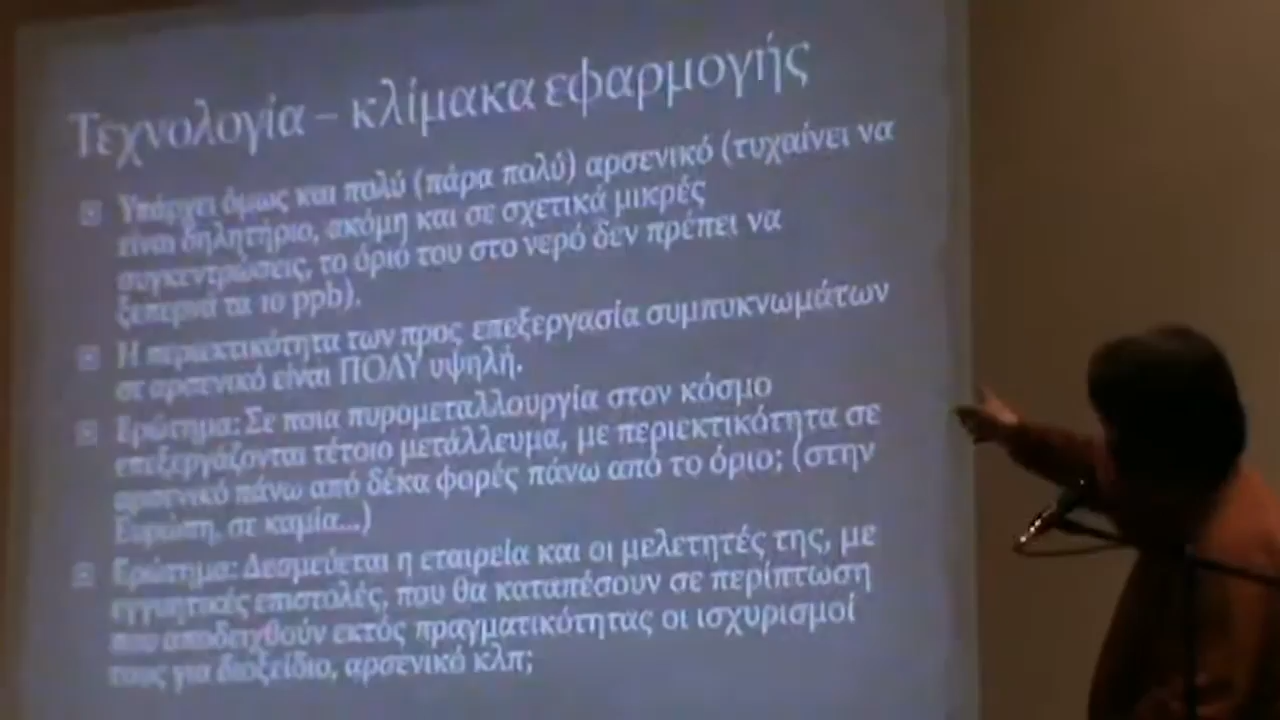 Τεχνολογία – κλίμακα εφαρμογής
Υπάρχει όμως και πολύ (πάρα πολύ) αρσενικό (τυχαίνει να
είναι δηλητήριο, ακόμη και σε σχετικά μικρές
συγκεντρώσεις, το όριό του στο νερό δεν πρέπει να
ξεπερνά τα 10 ppb).
Η περιεκτικότητα των προς επεξεργασία συμπυκνωμάτων
σε αρσενικό είναι ΠΟΛΥ υψηλή.
Ερώτημα: Σε ποια πυρομεταλλουργία στον κόσμο
επεξεργάζονται τέτοιο μετάλλευμα, με περιεκτικότητα σε
αρσενικό πάνω από δέκα φορές πάνω από το όριο; (στην
Ευρώπη, σε καμία...)
Ερώτημα: Δεσμεύεται η εταιρεία και οι μελετητές της, με
εγγυητικές επιστολές, που θα καταπέσουν σε περίπτωση
που αποδειχθούν εκτός πραγματικότητας οι ισχυρισμοί
τους για διοξείδιο, αρσενικό κλπ;